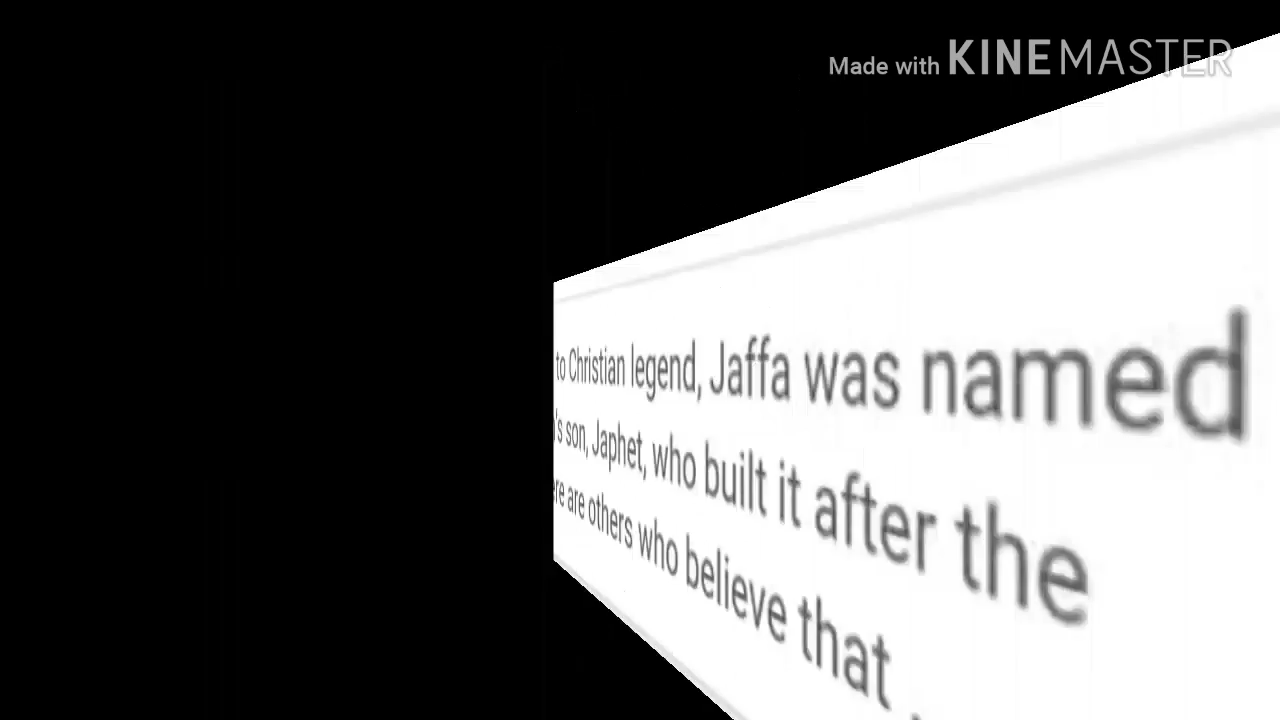 Made with KINEMASTER
to Christian legend, Jaffa was named
's son, Japhet, who built it after the
are others who believe that